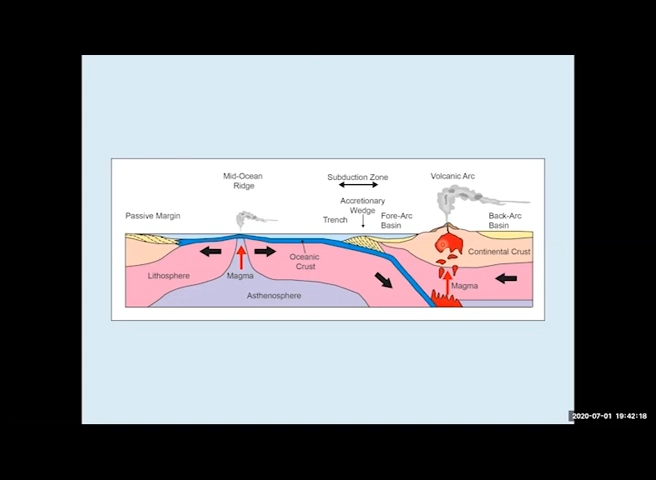 Mid-Ocean
Ridge
Subduction Zone
Volcanic Arc
Accretionary
Wedge
Passive Margin
Trench
Fore-Arc
Basin
Back-Arc
Basin
Oceanic
Crust
Continental Crust
Lithosphere
Magma
Magma
Asthenosphere
2020-07-01 19:42:18